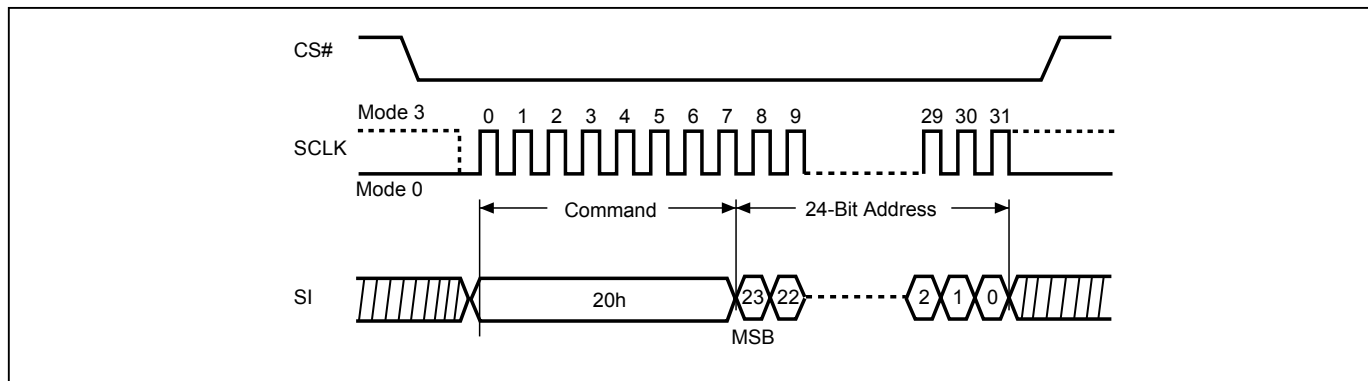 CS#
Mode 3
0 1 2 3 4 5 6 7 8 9 29 30 31
SCLK
Mode 0
Command 24-Bit Address
SI 20h 23 22 2 1 0
MSB